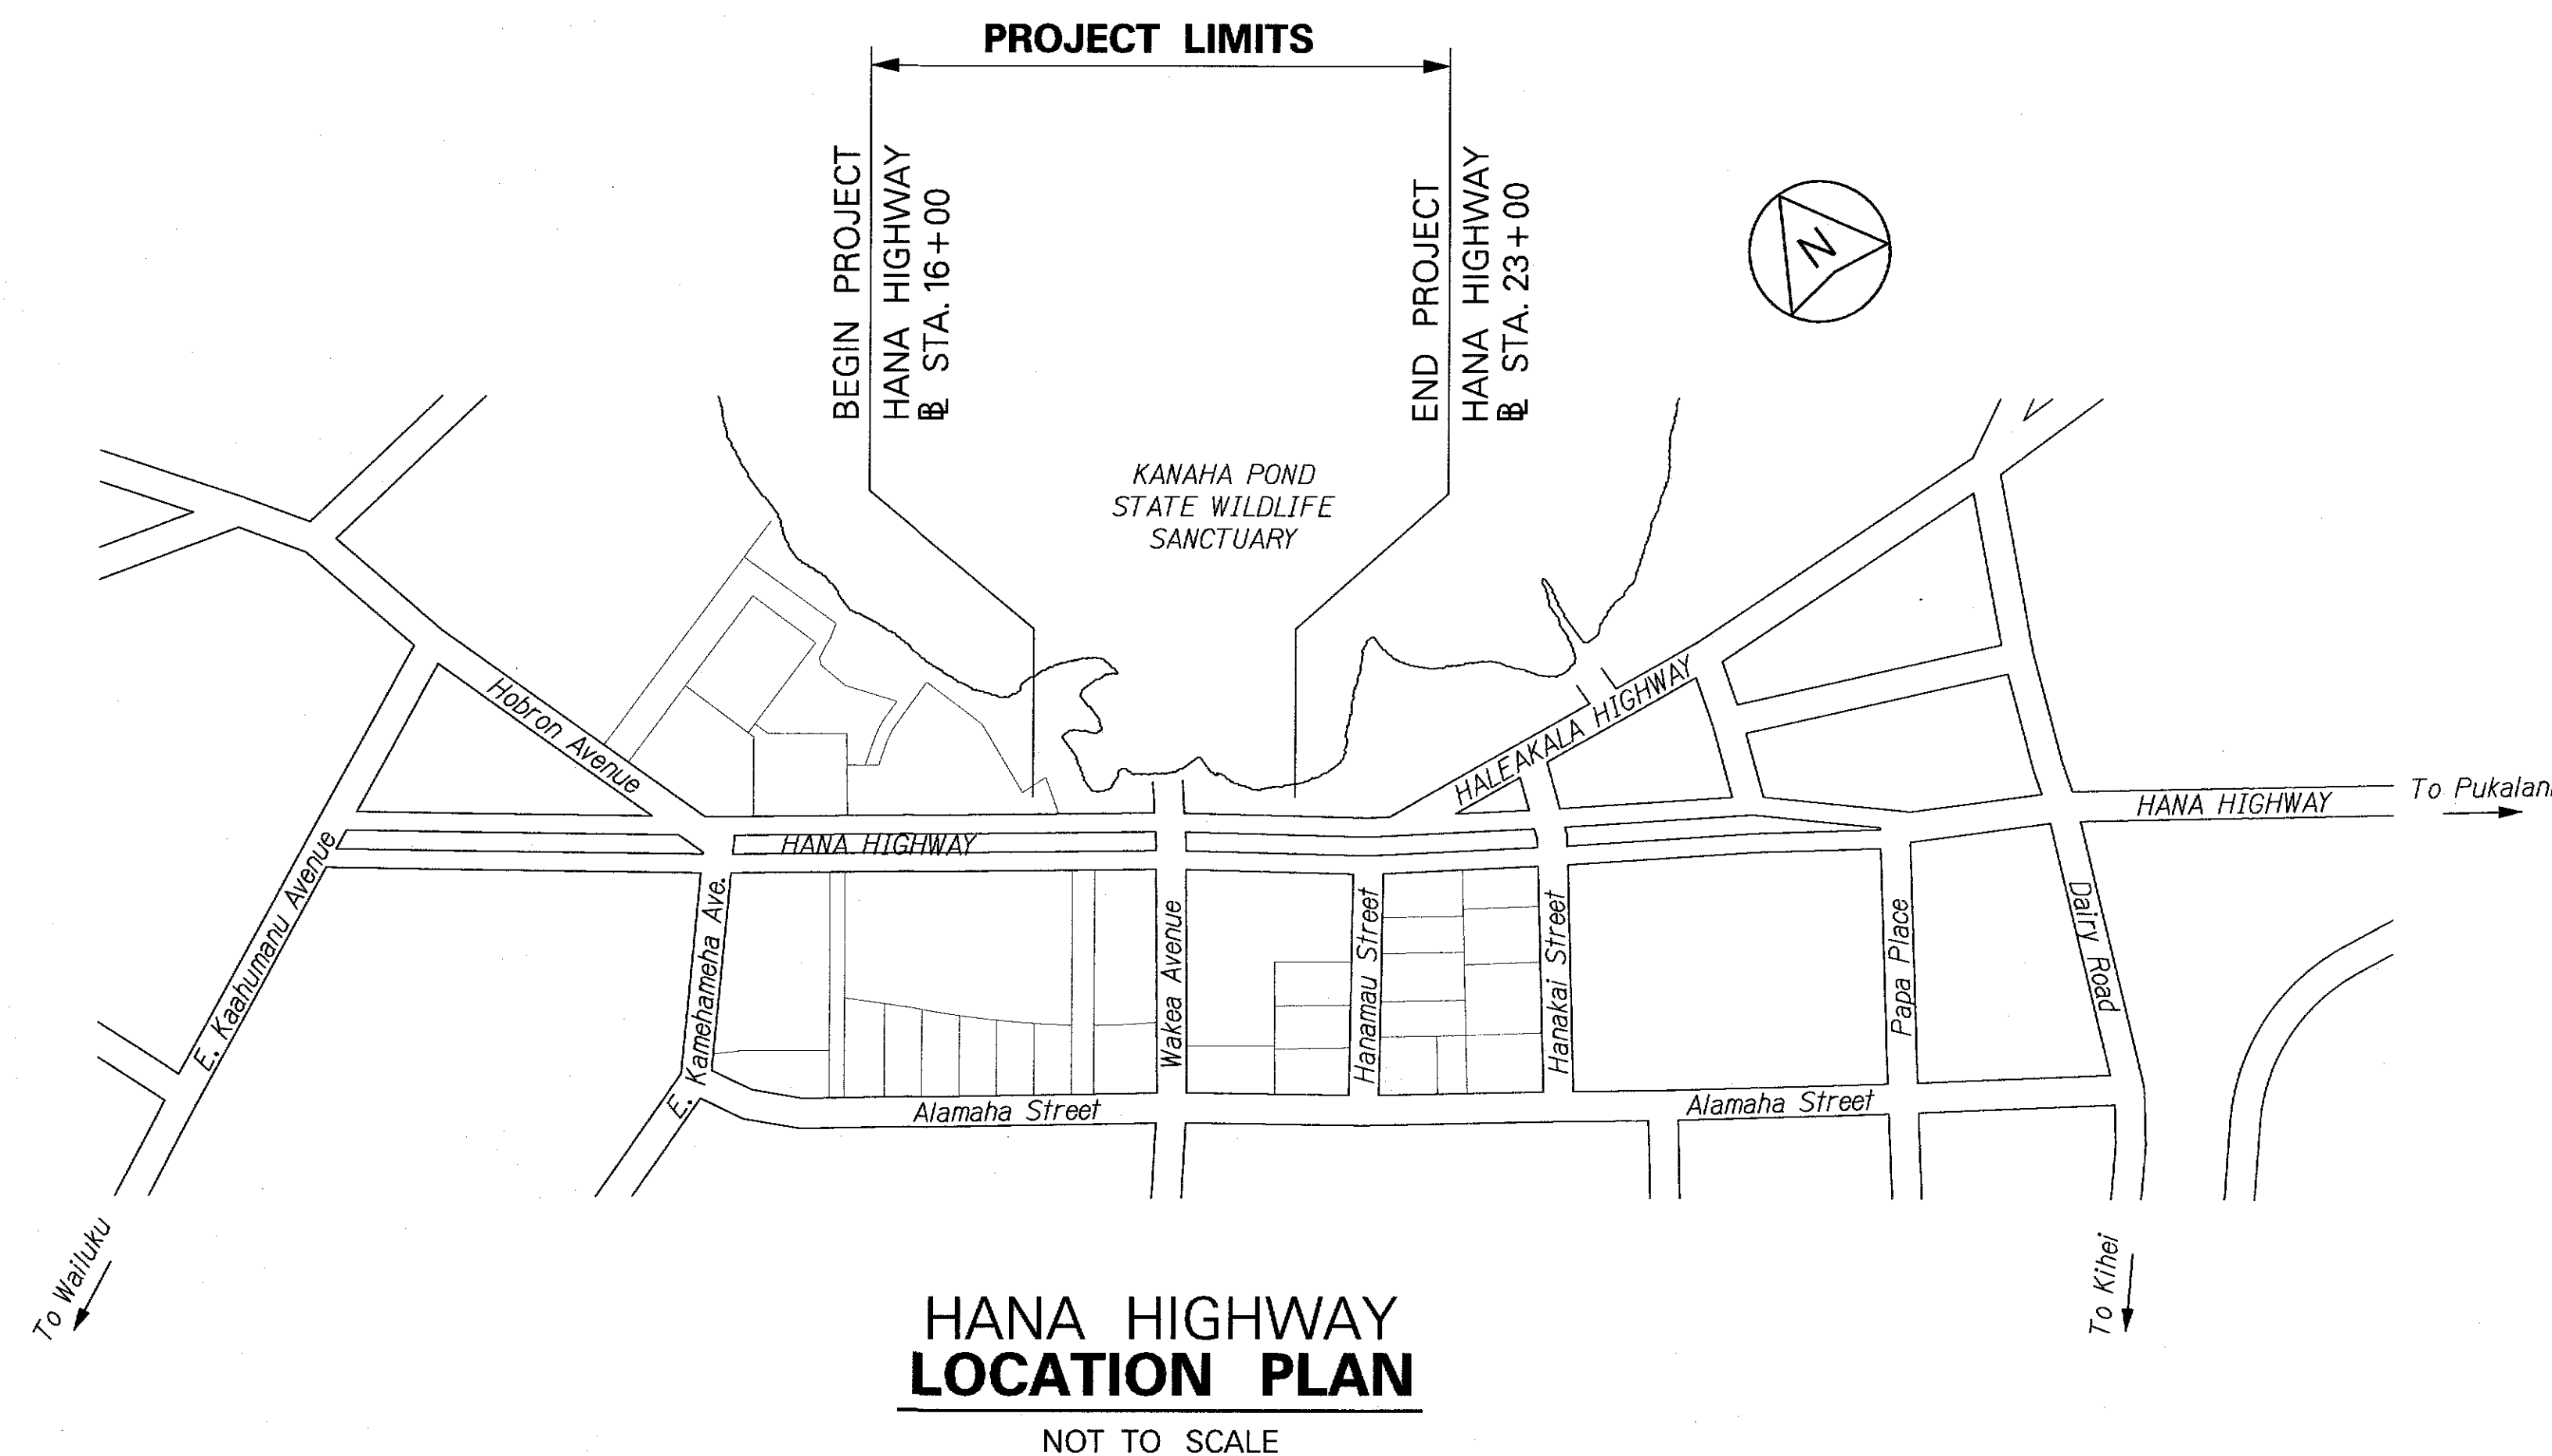 PROJECT LIMITS
BEGIN PROJECT
HANA HIGHWAY
BL STA. 16+00
END PROJECT
HANA HIGHWAY
BL STA. 23+00
N
KANAHA POND
STATE WILDLIFE
SANCTUARY
Hobron Avenue
HALEAKALA HIGHWAY
HANA HIGHWAY
To Pukalani
HANA HIGHWAY
E. Kaahumanu Avenue
E. Kamehameha Ave.
Wakea Avenue
Hanamau Street
Hanakai Street
Papa Place
Dairy Road
Alamaha Street
Alamaha Street
To Wailuku
To Kihei
HANA HIGHWAY
LOCATION PLAN
NOT TO SCALE